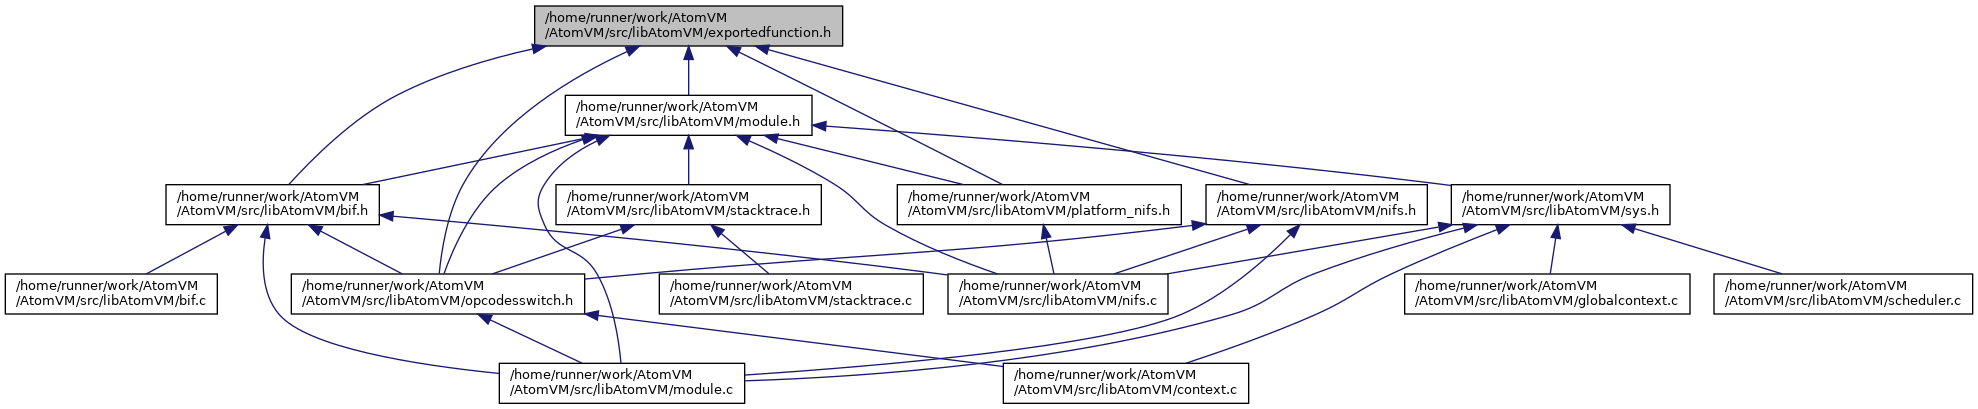 /home/runner/work/AtomVM
/AtomVM/src/libAtomVM/exportedfunction.h
/home/runner/work/AtomVM
/AtomVM/src/libAtomVM/module.h
/home/runner/work/AtomVM
/AtomVM/src/libAtomVM/bif.h
/home/runner/work/AtomVM
/AtomVM/src/libAtomVM/stacktrace.h
/home/runner/work/AtomVM
/AtomVM/src/libAtomVM/platform_nifs.h
/home/runner/work/AtomVM
/AtomVM/src/libAtomVM/nifs.h
/home/runner/work/AtomVM
/AtomVM/src/libAtomVM/sys.h
/home/runner/work/AtomVM
/AtomVM/src/libAtomVM/bif.c
/home/runner/work/AtomVM
/AtomVM/src/libAtomVM/opcodesswitch.h
/home/runner/work/AtomVM
/AtomVM/src/libAtomVM/stacktrace.c
/home/runner/work/AtomVM
/AtomVM/src/libAtomVM/nifs.c
/home/runner/work/AtomVM
/AtomVM/src/libAtomVM/globalcontext.c
/home/runner/work/AtomVM
/AtomVM/src/libAtomVM/scheduler.c
/home/runner/work/AtomVM
/AtomVM/src/libAtomVM/module.c
/home/runner/work/AtomVM
/AtomVM/src/libAtomVM/context.c